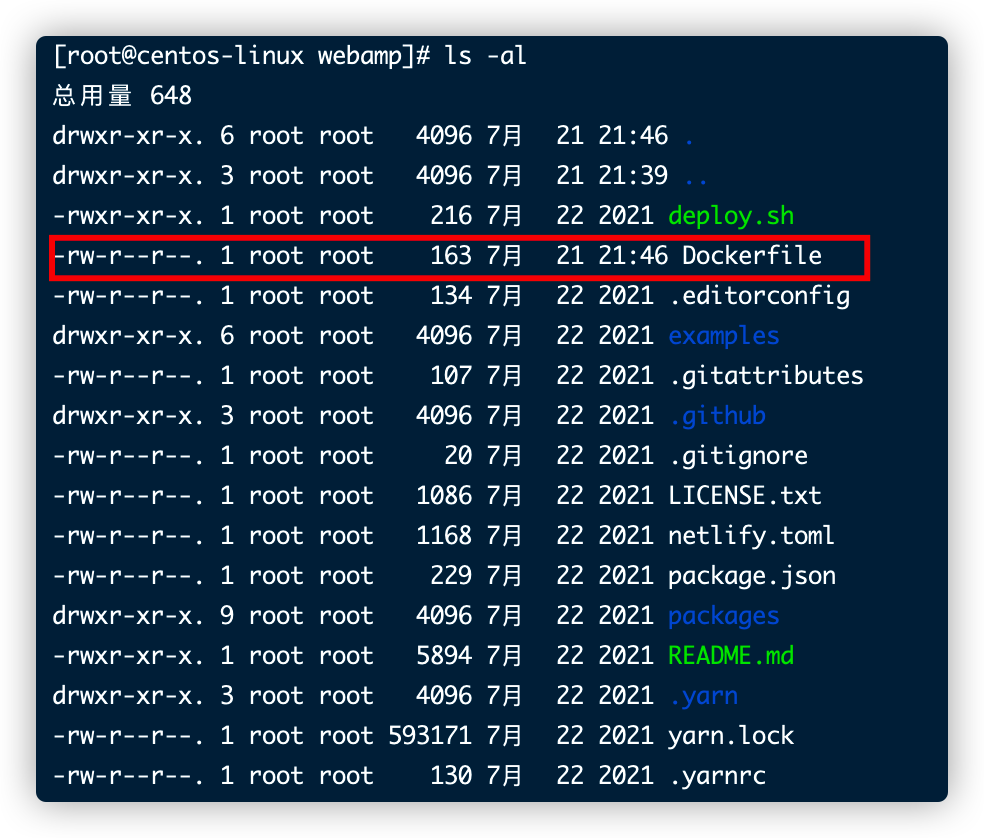 [root@centos-linux webamp]# ls -al
总用量 648
drwxr-xr-x. 6 root root   4096 7月  21 21:46 .
drwxr-xr-x. 3 root root   4096 7月  21 21:39 ..
-rwxr-xr-x. 1 root root    216 7月  22 2021 deploy.sh
-rw-r--r--. 1 root root    163 7月  21 21:46 Dockerfile
-rw-r--r--. 1 root root    134 7月  22 2021 .editorconfig
drwxr-xr-x. 6 root root   4096 7月  22 2021 examples
-rw-r--r--. 1 root root    107 7月  22 2021 .gitattributes
drwxr-xr-x. 3 root root   4096 7月  22 2021 .github
-rw-r--r--. 1 root root     20 7月  22 2021 .gitignore
-rw-r--r--. 1 root root   1086 7月  22 2021 LICENSE.txt
-rw-r--r--. 1 root root   1168 7月  22 2021 netlify.toml
-rw-r--r--. 1 root root    229 7月  22 2021 package.json
drwxr-xr-x. 9 root root   4096 7月  22 2021 packages
-rwxr-xr-x. 1 root root   5894 7月  22 2021 README.md
drwxr-xr-x. 3 root root   4096 7月  22 2021 .yarn
-rw-r--r--. 1 root root 593171 7月  22 2021 yarn.lock
-rw-r--r--. 1 root root    130 7月  22 2021 .yarnrc